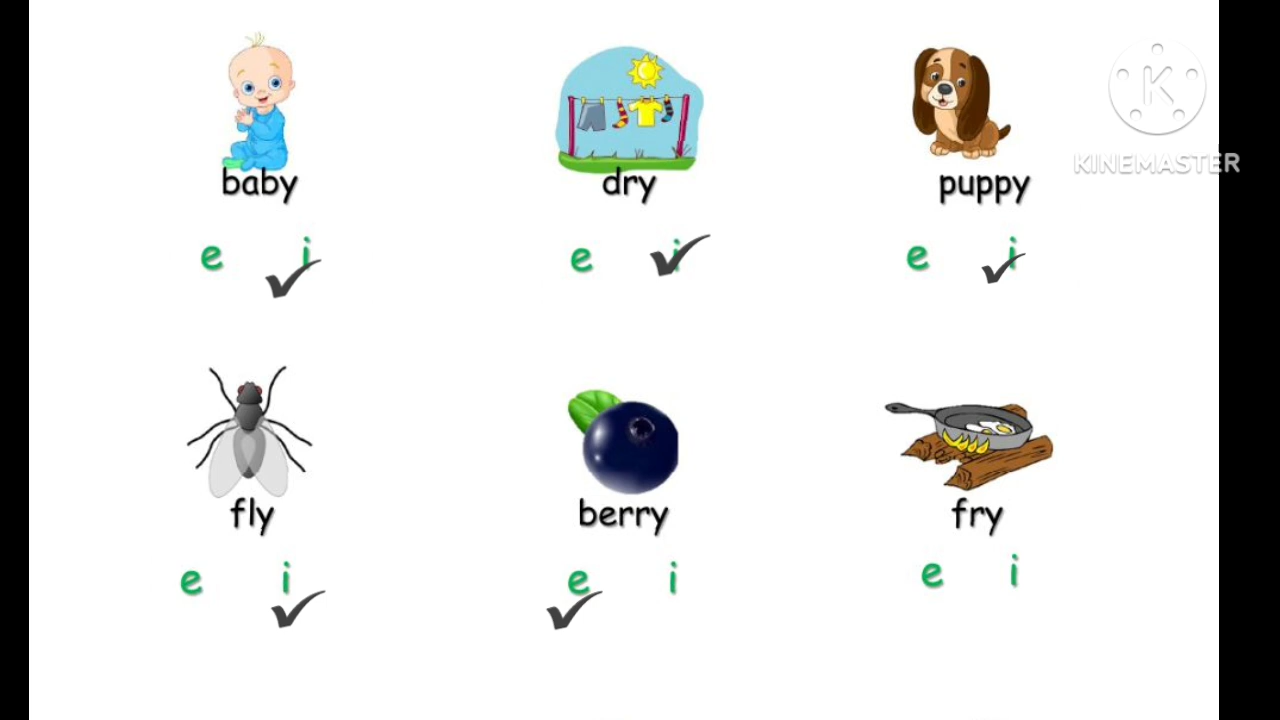 K
KINEMASTER
baby dry puppy
e i e i e i
fly berry fry
e i e i e i